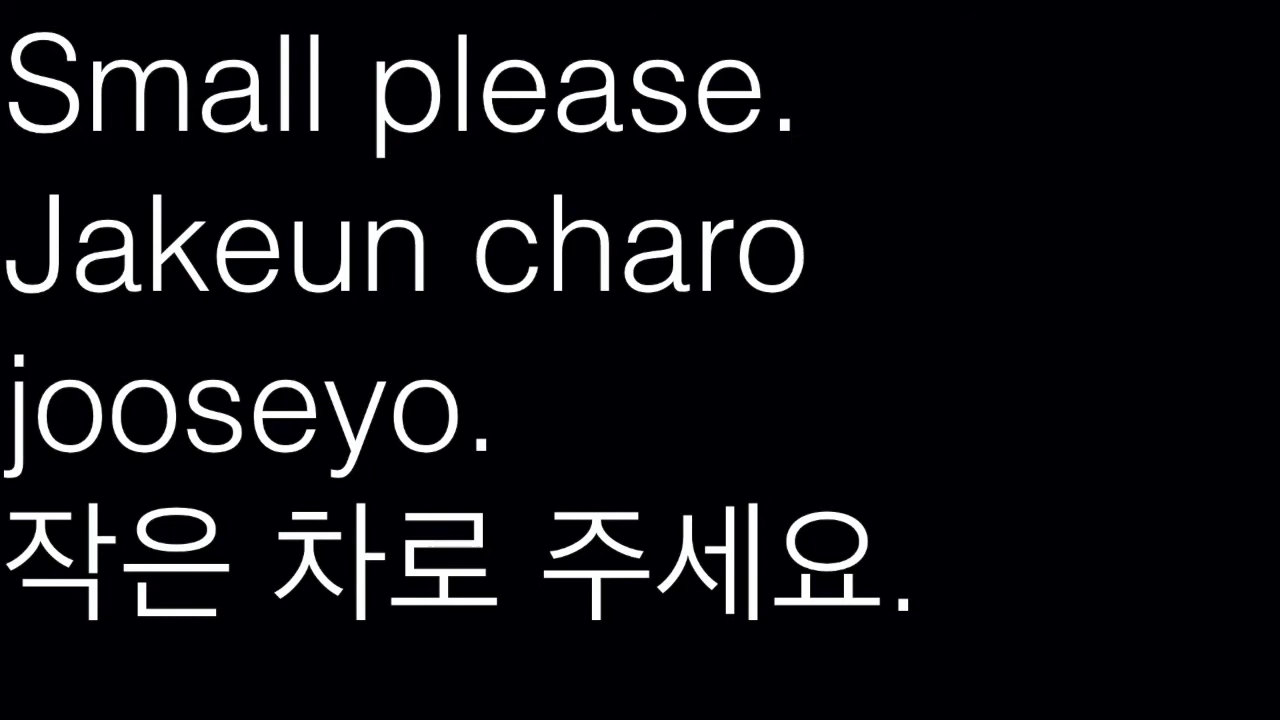 Small please.
Jakeun charo
jooseyo.
작은 차로 주세요.